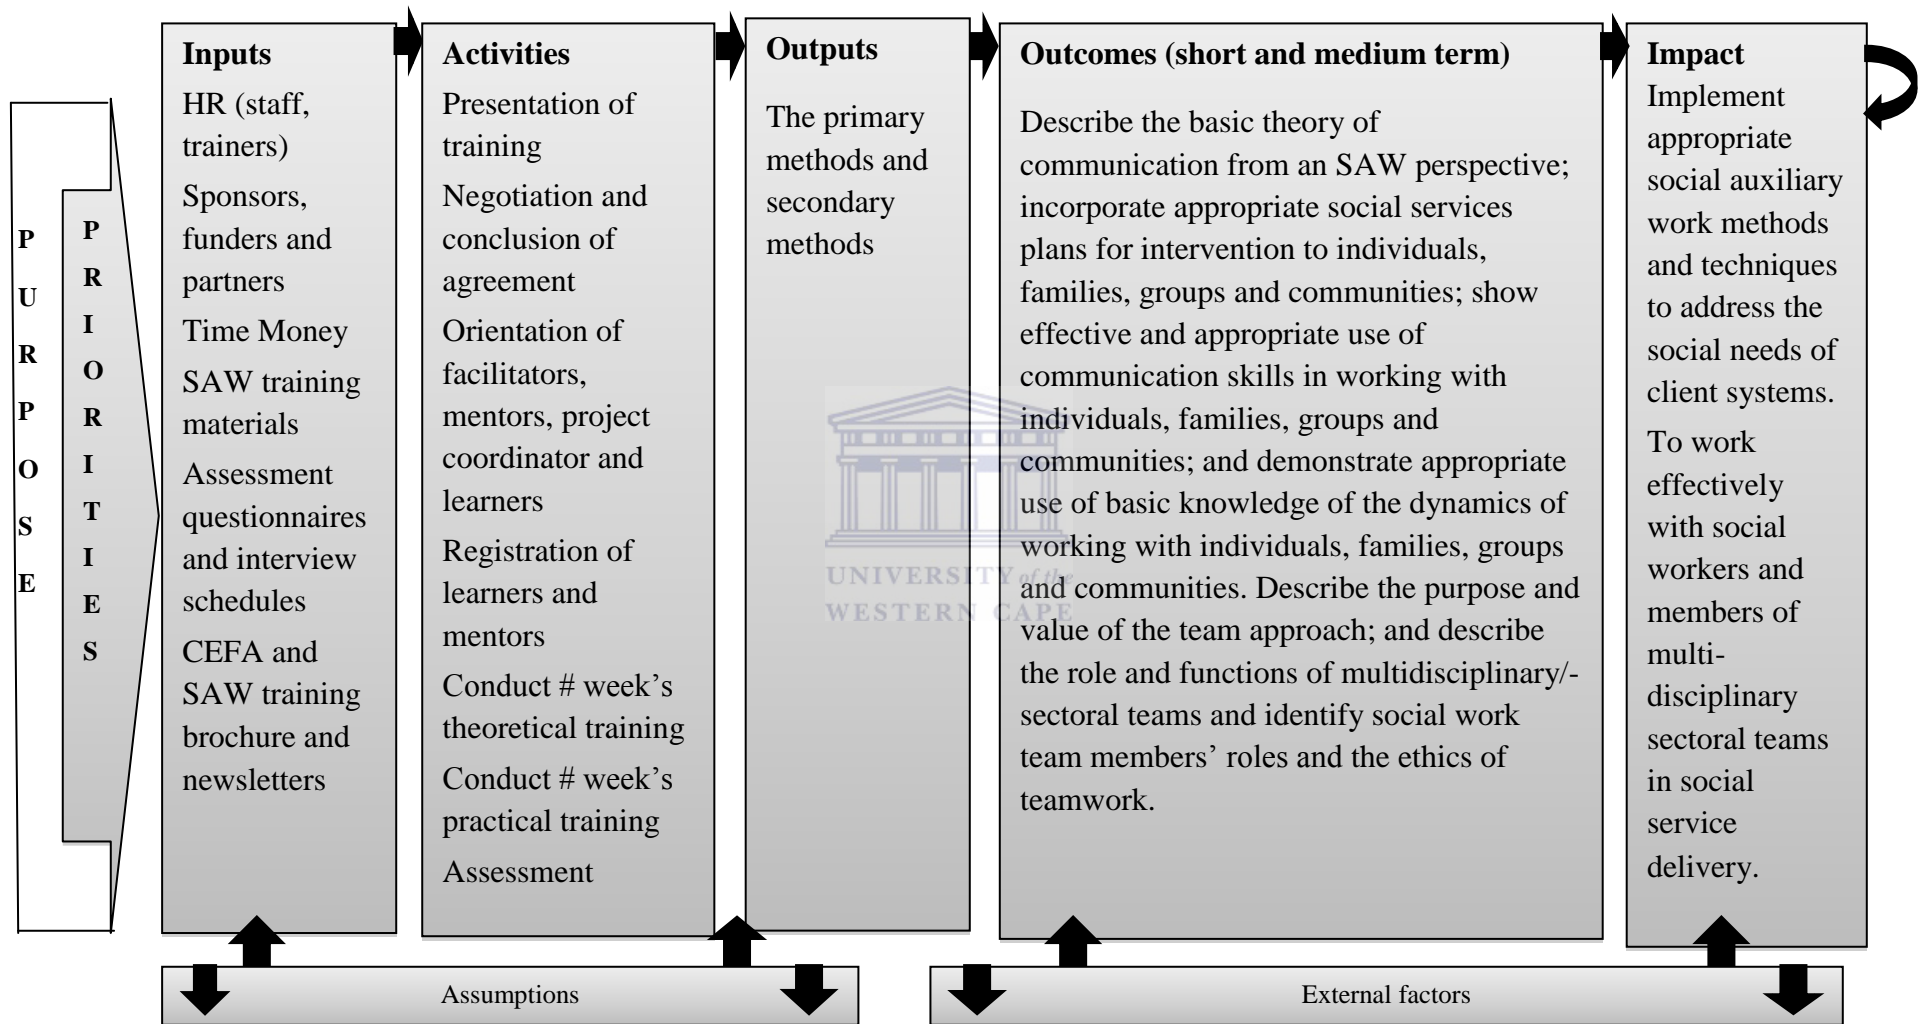 PURPOSE
PRIORITIES
Inputs
HR (staff,
trainers)
Sponsors,
funders and
partners
Time Money
SAW training
materials
Assessment
questionnaires
and interview
schedules
CEFA and
SAW training
brochure and
newsletters
Activities
Presentation of
training
Negotiation and
conclusion of
agreement
Orientation of
facilitators,
mentors, project
coordinator and
learners
Registration of
learners and
mentors
Conduct # week’s
theoretical training
Conduct # week’s
practical training
Assessment
Outputs
The primary
methods and
secondary
methods
Outcomes (short and medium term)
Describe the basic theory of
communication from an SAW perspective;
incorporate appropriate social services
plans for intervention to individuals,
families, groups and communities; show
effective and appropriate use of
communication skills in working with
individuals, families, groups and
communities; and demonstrate appropriate
use of basic knowledge of the dynamics of
working with individuals, families, groups
and communities. Describe the purpose and
value of the team approach; and describe
the role and functions of multidisciplinary/-
sectoral teams and identify social work
team members’ roles and the ethics of
teamwork.
Impact
Implement
appropriate
social auxiliary
work methods
and techniques
to address the
social needs of
client systems.
To work
effectively
with social
workers and
members of
multi-
disciplinary
sectoral teams
in social
service
delivery.
UNIVERSITY of the
WESTERN CAPE
Assumptions
External factors